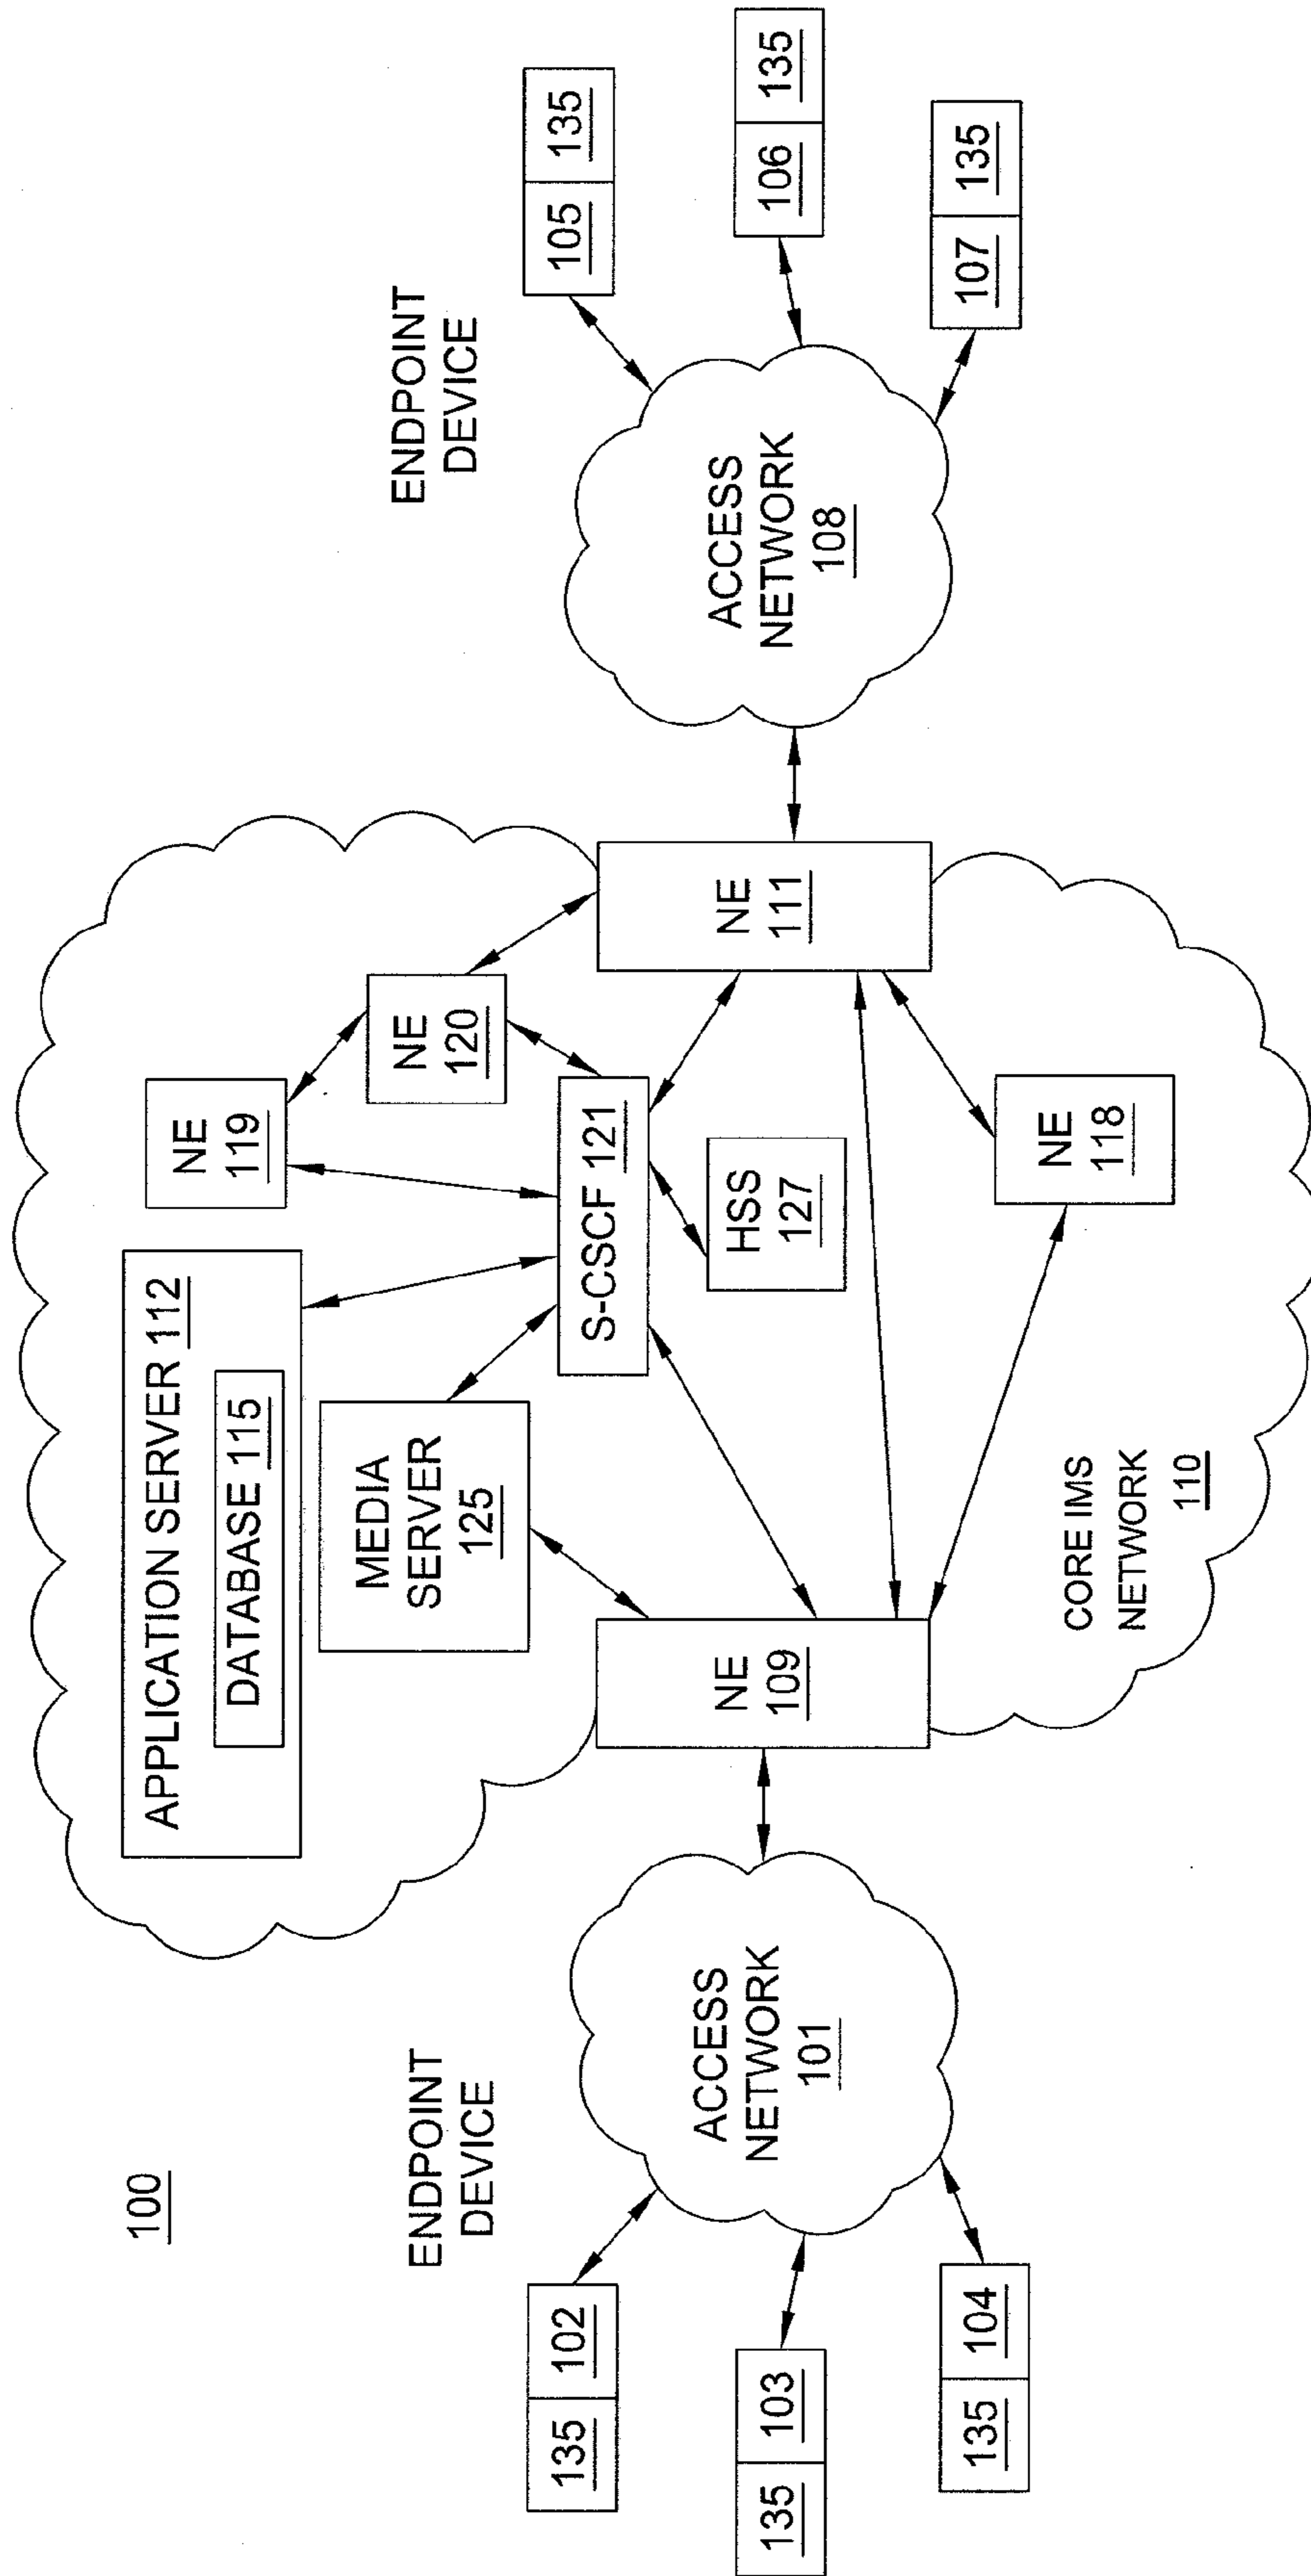 100
ENDPOINT
DEVICE
135 102
135 103
135 104
ACCESS
NETWORK
101
APPLICATION SERVER 112
DATABASE 115
MEDIA
SERVER
125
NE
109
S-CSCF 121
HSS
127
NE
119
NE
120
NE
111
NE
118
CORE IMS
NETWORK
110
ACCESS
NETWORK
108
ENDPOINT
DEVICE
105 135
106 135
107 135